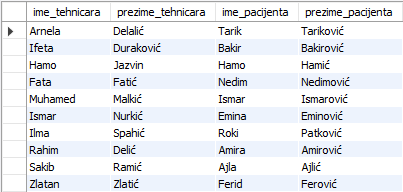 ime_tehnicara prezime_tehnicara ime_pacijenta prezime_pacijenta
Arnela Delalić Tarik Tariković
Ifeta Duraković Bakir Bakirović
Hamo Jazvin Hamo Hamić
Fata Fatić Nedim Nedimović
Muhamed Malkić Ismar Ismarović
Ismar Nurkić Emina Eminović
Ilma Spahić Roki Patković
Rahim Delić Amira Amirović
Sakib Ramić Ajla Ajlić
Zlatan Zlatić Ferid Ferović